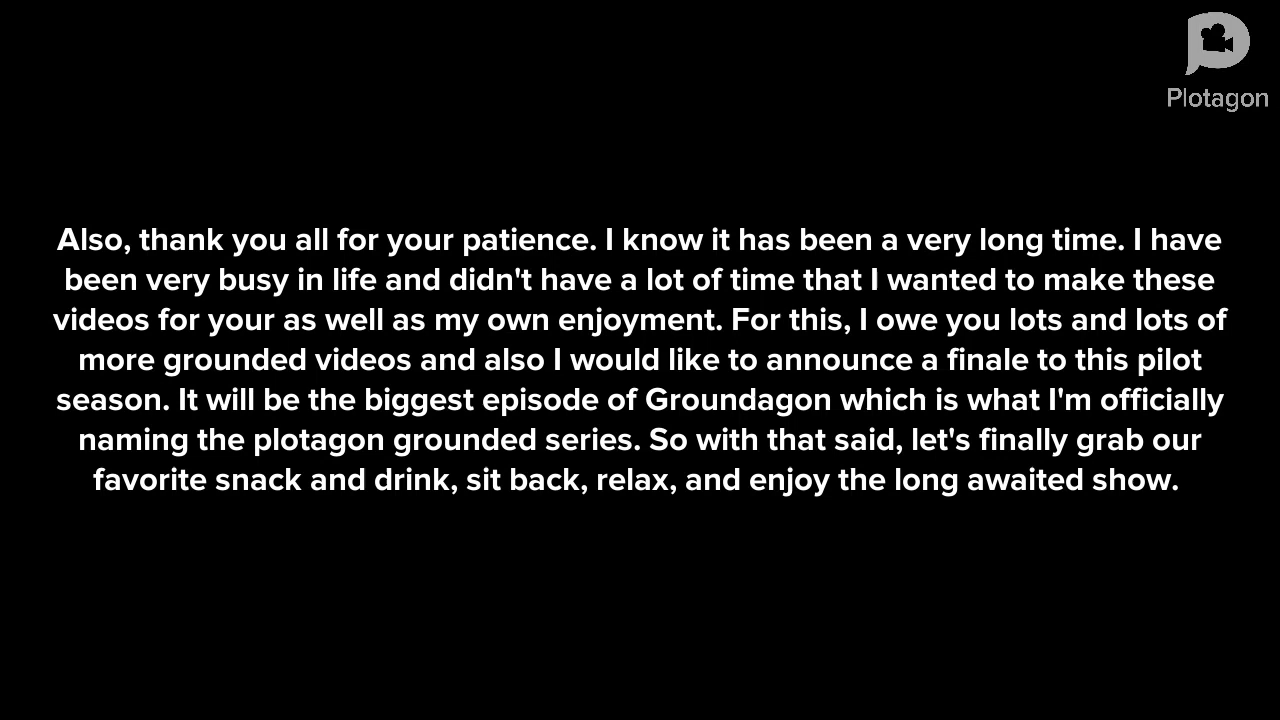 Plotagon
Also, thank you all for your patience. I know it has been a very long time. I have
been very busy in life and didn't have a lot of time that I wanted to make these
videos for your as well as my own enjoyment. For this, I owe you lots and lots of
more grounded videos and also I would like to announce a finale to this pilot
season. It will be the biggest episode of Groundagon which is what I'm officially
naming the plotagon grounded series. So with that said, let's finally grab our
favorite snack and drink, sit back, relax, and enjoy the long awaited show.